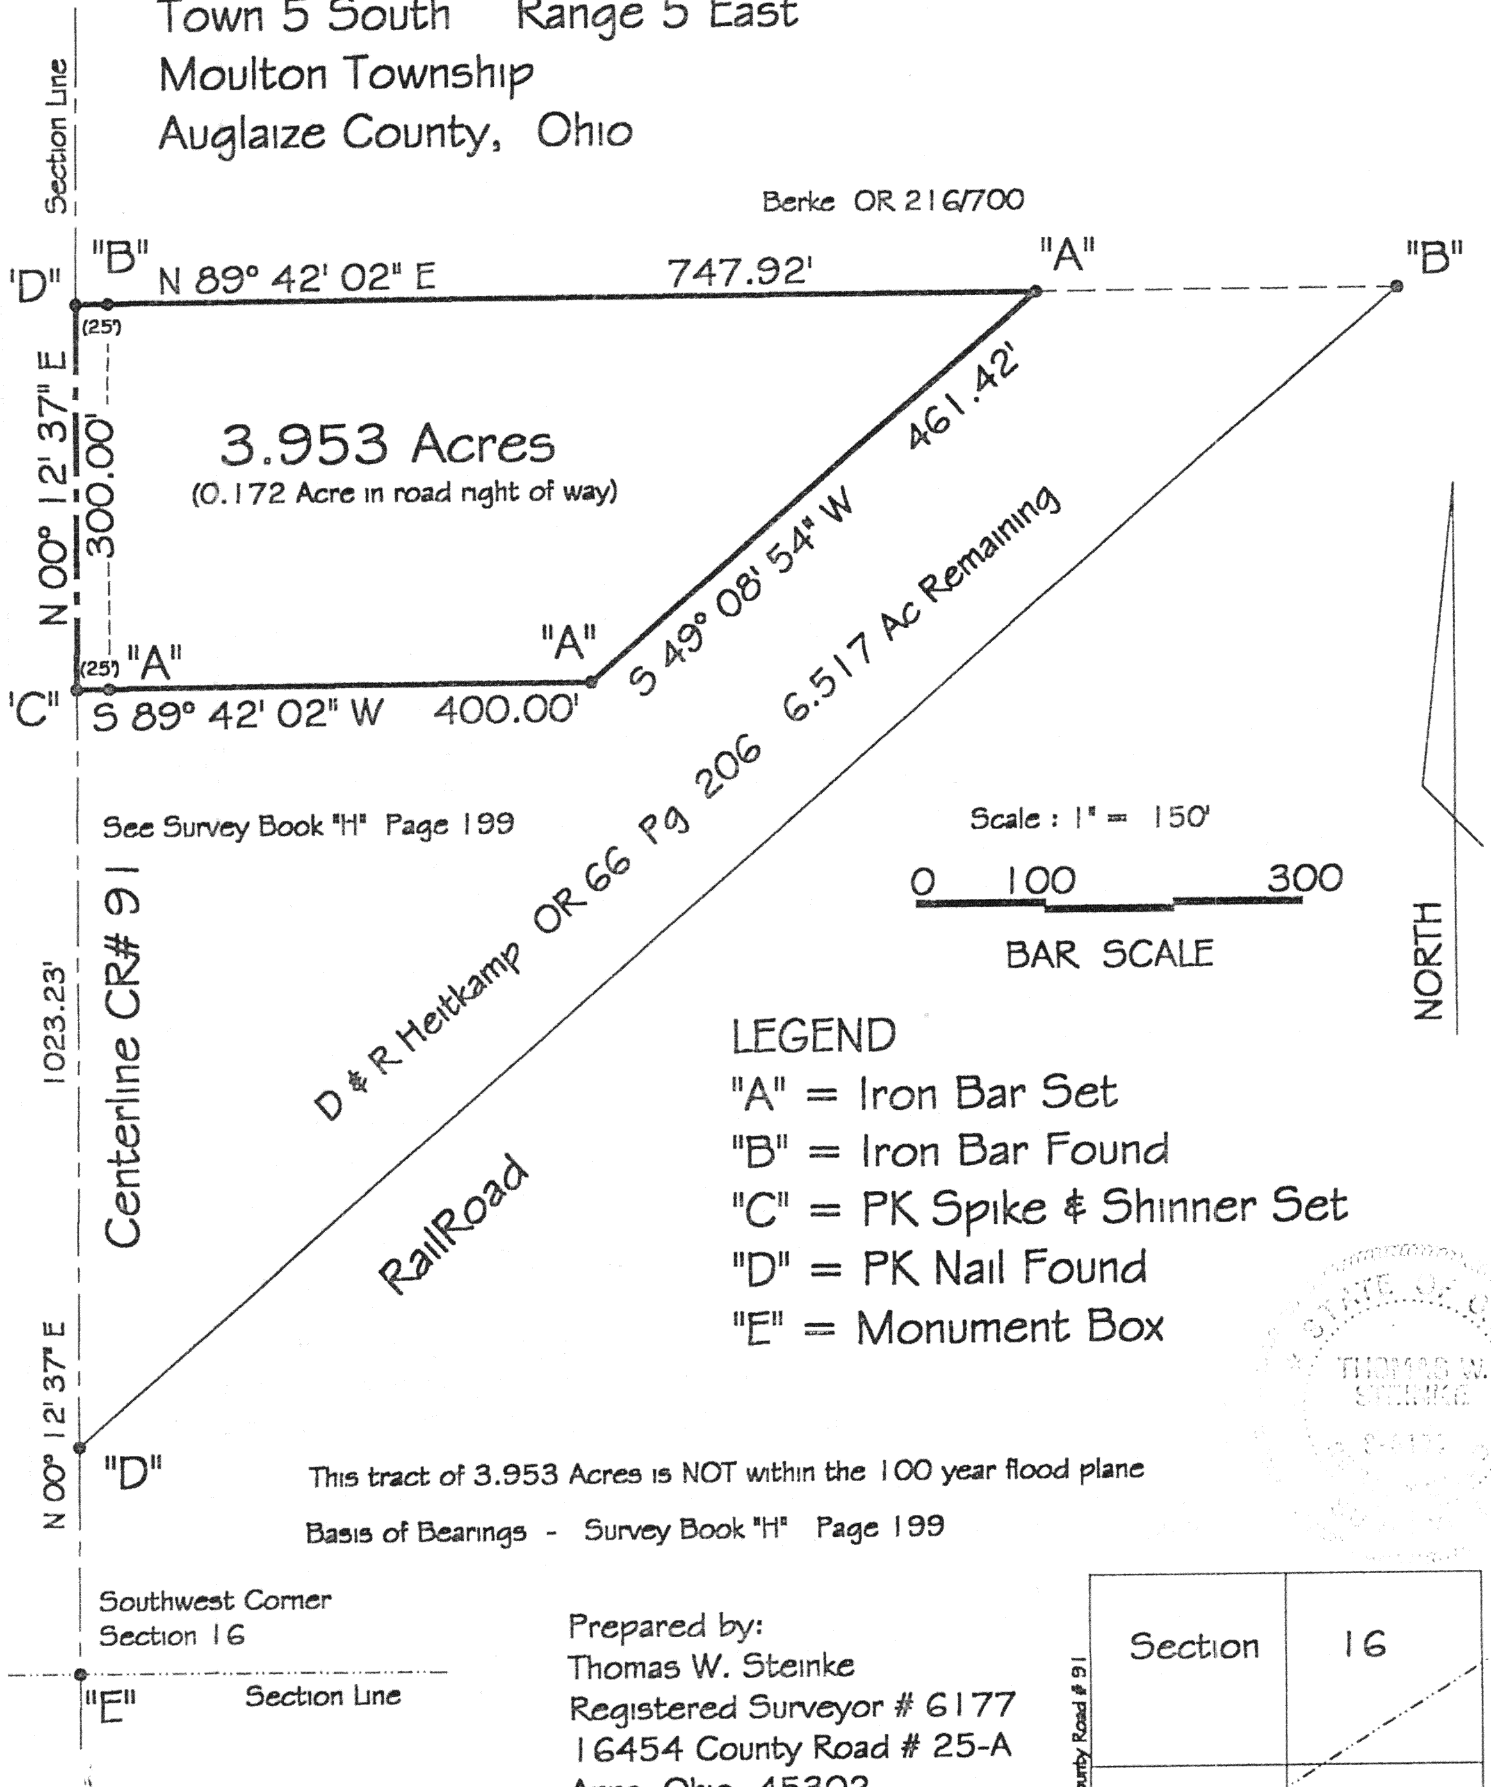 Town 5 South Range 5 East
Moulton Township
Auglaize County, Ohio
Section Line
Berke OR 216/700
'D"
"B"
N 89° 42' 02" E
747.92'
"A"
"B"
(25')
N 00° 12' 37" E
300.00'
3.953 Acres
(0.172 Acre in road right of way)
461.42'
S 49° 08' 54" W
(25')
"A"
"A"
'C"
S 89° 42' 02" W
400.00'
D & R Heitkamp OR 66 Pg 206 6.517 Ac Remaining
See Survey Book "H" Page 199
Scale : 1" = 150'
0 100 300
BAR SCALE
NORTH
1023.23'
Centerline CR# 91
RailRoad
LEGEND
"A" = Iron Bar Set
"B" = Iron Bar Found
"C" = PK Spike & Shinner Set
"D" = PK Nail Found
"E" = Monument Box
STATE OF
THOMAS W.
STEINKE
N 00° 12' 37" E
"D"
This tract of 3.953 Acres is NOT within the 100 year flood plane
Basis of Bearings - Survey Book "H" Page 199
Southwest Corner
Section 16
"E"
Section Line
Prepared by:
Thomas W. Steinke
Registered Surveyor # 6177
16454 County Road # 25-A
Section 16
Road # 91